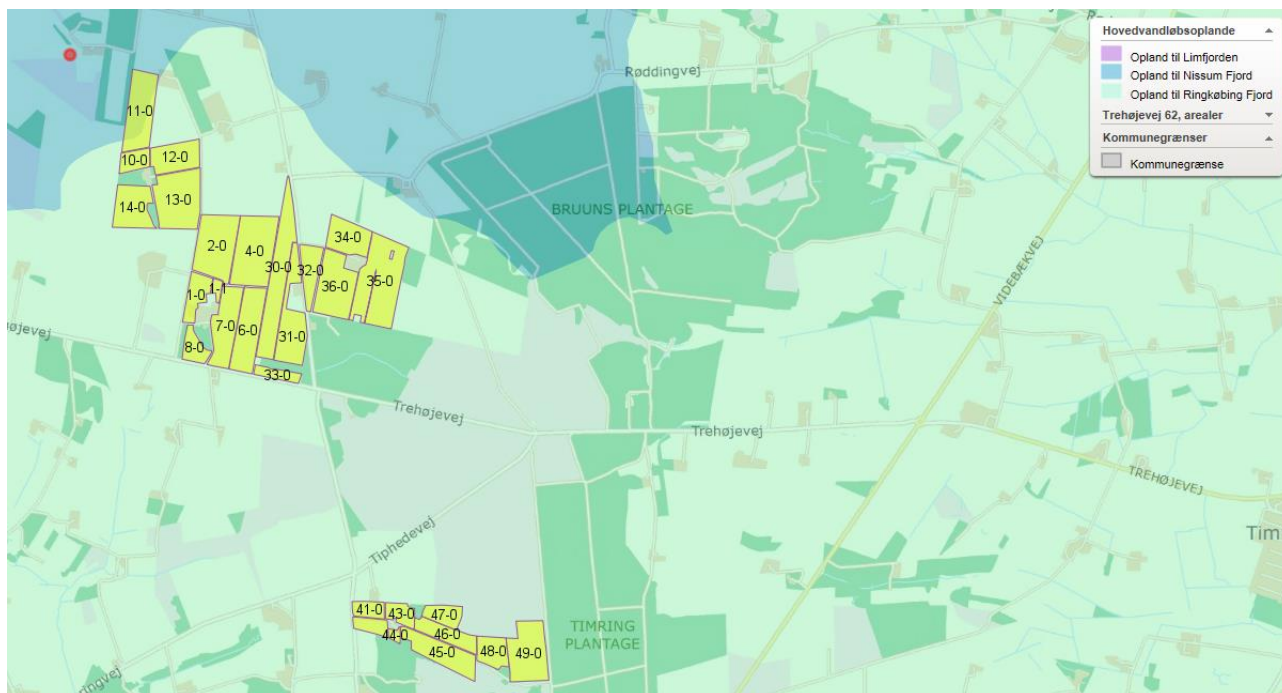 Hovedvandløbsoplande
Opland til Limfjorden
Opland til Nissum Fjord
Opland til Ringkøbing Fjord
Trehøjevej 62, arealer
Kommunegrænser
Kommunegrænse
Røddingvej
11-0
10-0
12-0
14-0
13-0
BRUUNS PLANTAGE
2-0
4-0
30-0
32-0
34-0
36-0
35-0
1-0
1-1
VIDEBÆKVEJ
7-0
6-0
31-0
8-0
33-0
Trehøjevej
Trehøjevej
TREHØJEVEJ
Tiphedevej
Tim
41-0
43-0
47-0
44-0
46-0
45-0
48-0
49-0
TIMRING
PLANTAGE